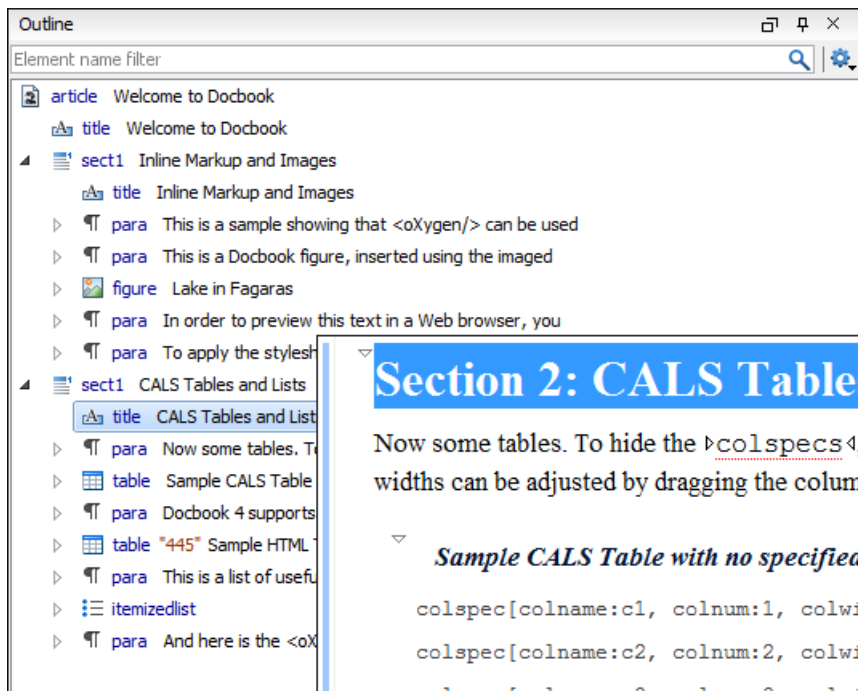 Outline
Element name filter
article Welcome to Docbook
title Welcome to Docbook
sect1 Inline Markup and Images
title Inline Markup and Images
para This is a sample showing that <oXygen/> can be used
para This is a Docbook figure, inserted using the imaged
figure Lake in Fagaras
para In order to preview this text in a Web browser, you
para To apply the stylesh
sect1 CALS Tables and Lists
title CALS Tables and List
para Now some tables. To
table Sample CALS Table
para Docbook 4 supports
table "445" Sample HTML
para This is a list of usefu
itemizedlist
para And here is the <oX
Section 2: CALS Table
Now some tables. To hide the colspecs,
widths can be adjusted by dragging the colum
Sample CALS Table with no specified
colspec[colname:c1, colnum:1, colwi
colspec[colname:c2, colnum:2, colwi